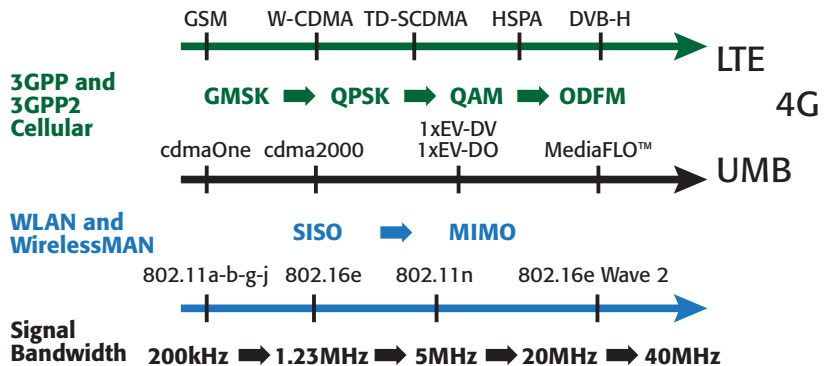 GSM W-CDMA TD-SCDMA HSPA DVB-H
LTE
3GPP and
3GPP2
Cellular
GMSK QPSK QAM ODFM
4G
1xEV-DV
cdmaOne cdma2000 1xEV-DO MediaFLO™
UMB
WLAN and
WirelessMAN
SISO MIMO
802.11a-b-g-j 802.16e 802.11n 802.16e Wave 2
Signal
Bandwidth
200kHz 1.23MHz 5MHz 20MHz 40MHz